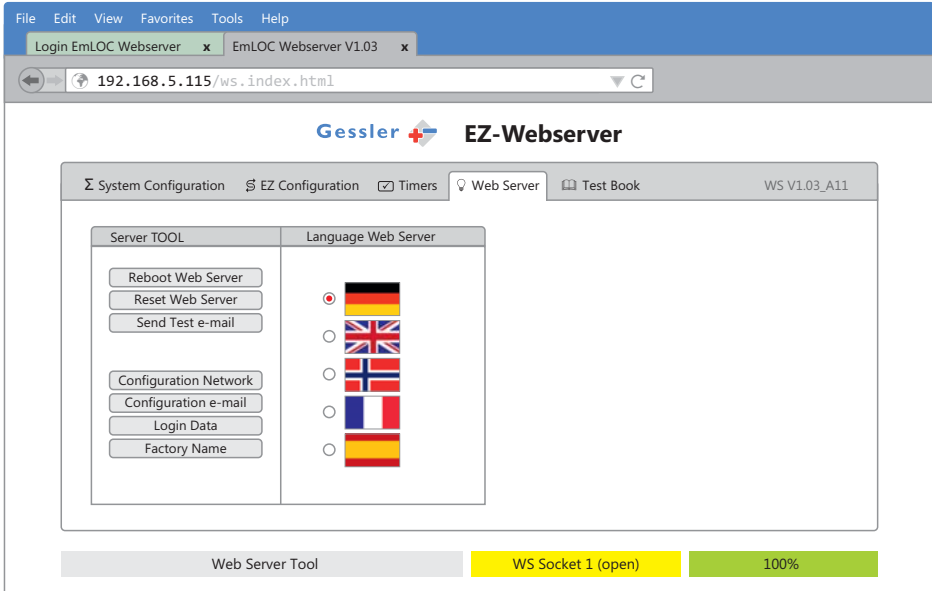 File Edit View Favorites Tools Help
Login EmLOC Webserver x EmLOC Webserver V1.03 x
192.168.5.115/ws.index.html
Gessler EZ-Webserver
Σ System Configuration EZ Configuration Timers Web Server Test Book WS V1.03_A11
Server TOOL Language Web Server
Reboot Web Server
Reset Web Server
Send Test e-mail
Configuration Network
Configuration e-mail
Login Data
Factory Name
Web Server Tool WS Socket 1 (open) 100%